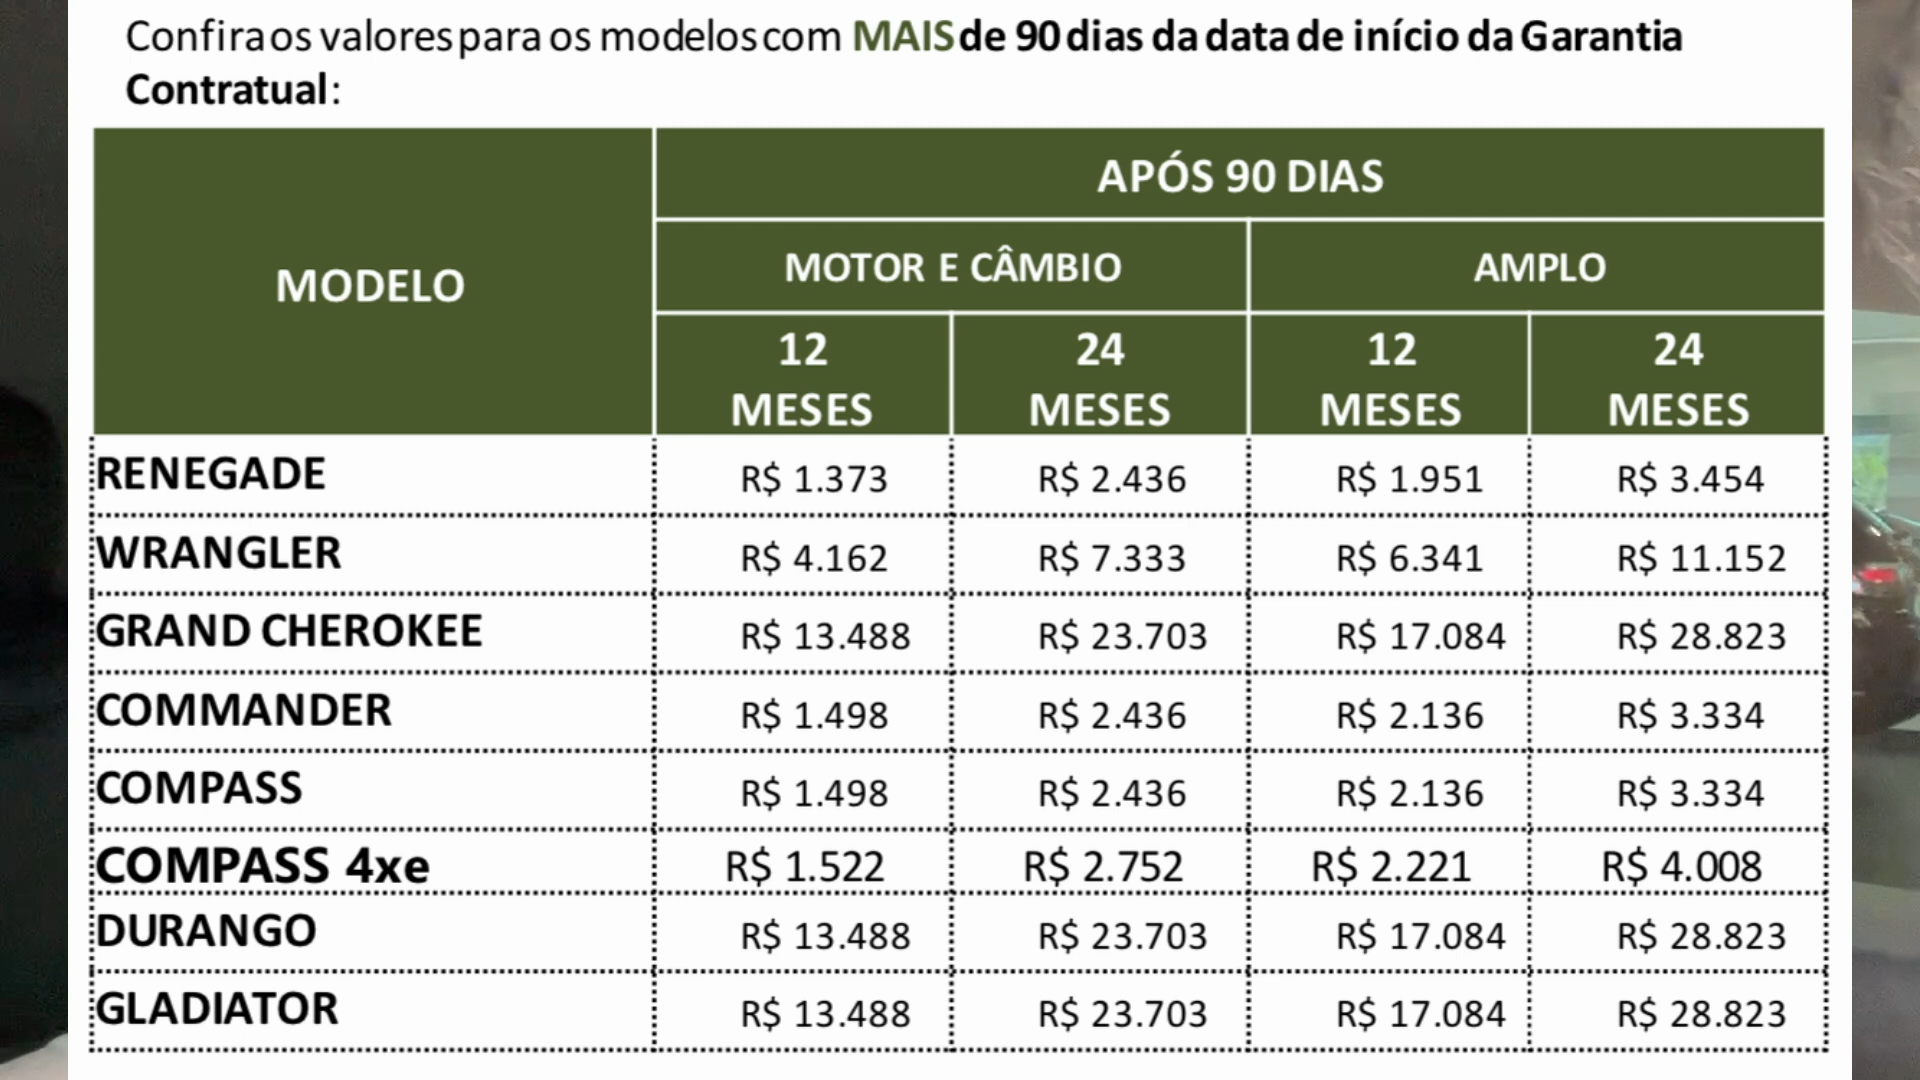 Confira os valores para os modelos com MAIS de 90 dias da data de início da Garantia
Contratual:
MODELO
APÓS 90 DIAS
MOTOR E CÂMBIO AMPLO
12 MESES 24 MESES 12 MESES 24 MESES
RENEGADE R$ 1.373 R$ 2.436 R$ 1.951 R$ 3.454
WRANGLER R$ 4.162 R$ 7.333 R$ 6.341 R$ 11.152
GRAND CHEROKEE R$ 13.488 R$ 23.703 R$ 17.084 R$ 28.823
COMMANDER R$ 1.498 R$ 2.436 R$ 2.136 R$ 3.334
COMPASS R$ 1.498 R$ 2.436 R$ 2.136 R$ 3.334
COMPASS 4xe R$ 1.522 R$ 2.752 R$ 2.221 R$ 4.008
DURANGO R$ 13.488 R$ 23.703 R$ 17.084 R$ 28.823
GLADIATOR R$ 13.488 R$ 23.703 R$ 17.084 R$ 28.823